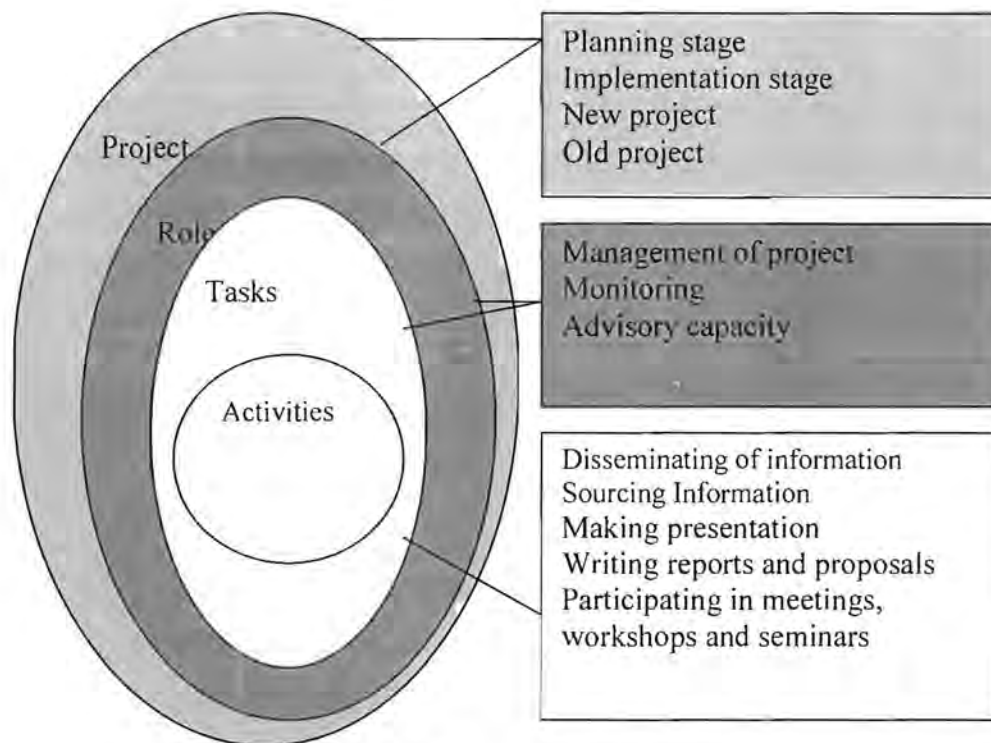 Project
Role
Tasks
Activities
Planning stage
Implementation stage
New project
Old project
Management of project
Monitoring
Advisory capacity
Disseminating of information
Sourcing Information
Making presentation
Writing reports and proposals
Participating in meetings,
workshops and seminars